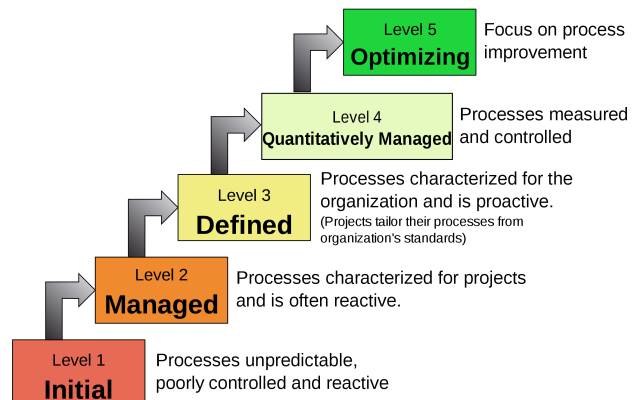 Level 5
Optimizing
Focus on process
improvement
Level 4
Quantitatively Managed
Processes measured
and controlled
Level 3
Defined
Processes characterized for the
organization and is proactive.
(Projects tailor their processes from
organization's standards)
Level 2
Managed
Processes characterized for projects
and is often reactive.
Level 1
Initial
Processes unpredictable,
poorly controlled and reactive